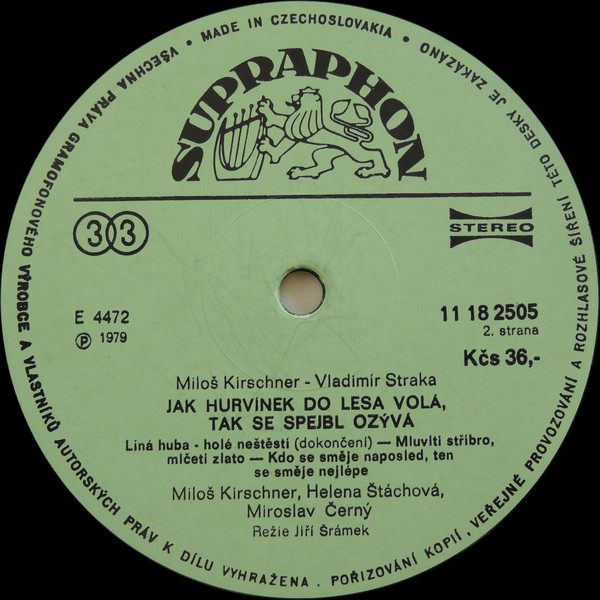 VŠECHNA PRÁVA GRAMOFONOVÉHO VÝROBCE A VLASTNÍKŮ AUTORSKÝCH PRÁV K DÍLU VYHRAŽENA . POŘIZOVÁNÍ KOPIÍ, VEŘEJNÉ PROVOZOVÁNÍ A ROZHLASOVÉ ŠÍŘENÍ TÉTO DESKY JE ZAKÁZÁNO • MADE IN CZECHOSLOVAKIA •
SUPRAPHON
33
STEREO
E 4472
Ⓟ 1979
11 18 2505
2. strana
Kčs 36,-
Miloš Kirschner - Vladimír Straka
JAK HURVÍNEK DO LESA VOLÁ,
TAK SE SPEJBL OZÝVÁ
Líná huba - holé neštěstí (dokončení) — Mluviti stříbro,
mlčeti zlato — Kdo se směje naposled, ten
se směje nejlépe
Miloš Kirschner, Helena Štáchová,
Miroslav Černý
Režie Jiří Šrámek